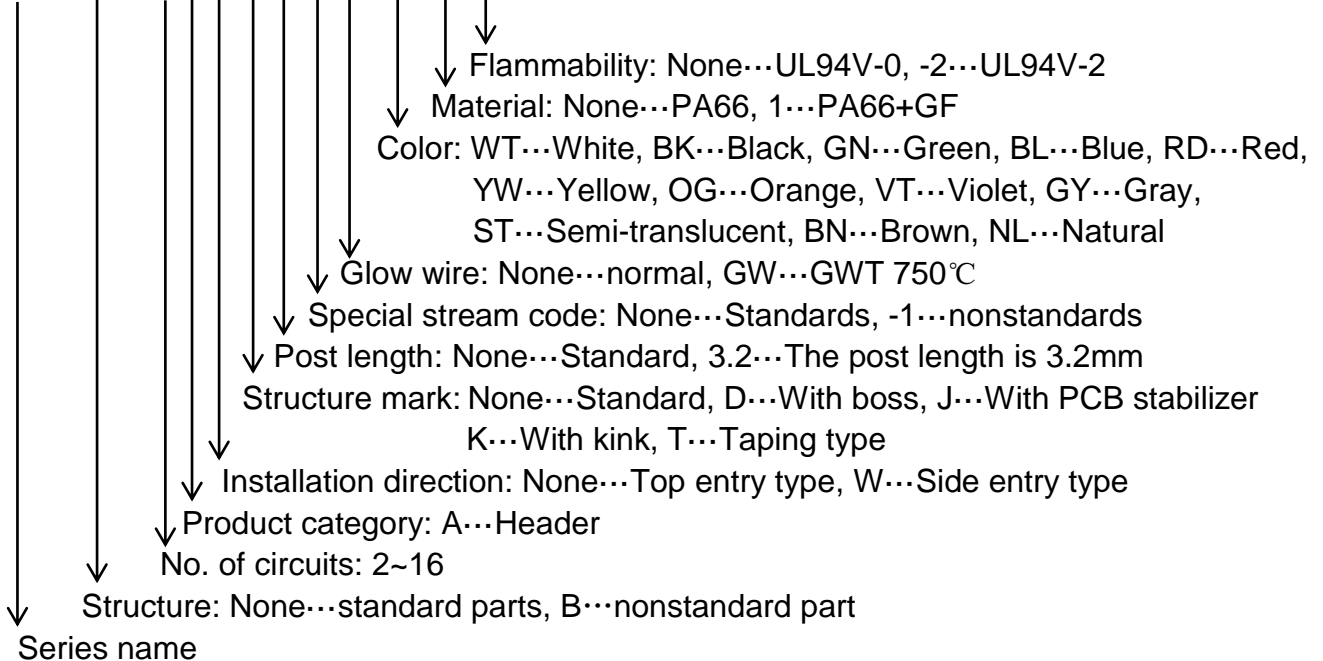 Flammability: None···UL94V-0, -2···UL94V-2
Material: None···PA66, 1···PA66+GF
Color: WT···White, BK···Black, GN···Green, BL···Blue, RD···Red,
YW···Yellow, OG···Orange, VT···Violet, GY···Gray,
ST···Semi-translucent, BN···Brown, NL···Natural
Glow wire: None···normal, GW···GWT 750℃
Special stream code: None···Standards, -1···nonstandards
Post length: None···Standard, 3.2···The post length is 3.2mm
Structure mark: None···Standard, D···With boss, J···With PCB stabilizer
K···With kink, T···Taping type
Installation direction: None···Top entry type, W···Side entry type
Product category: A···Header
No. of circuits: 2~16
Structure: None···standard parts, B···nonstandard part
Series name